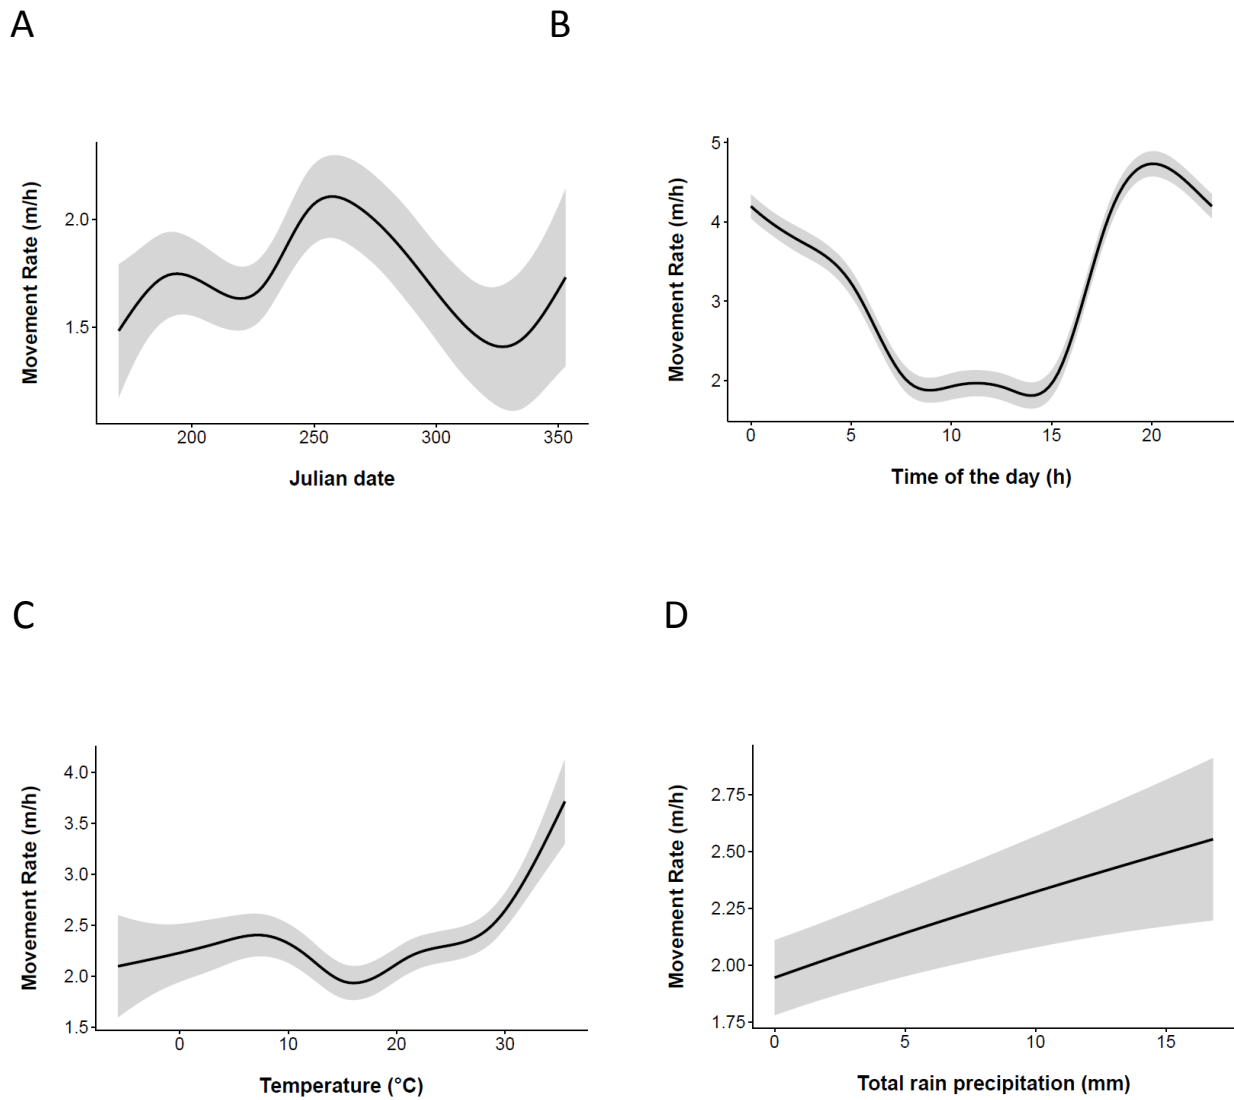 A
B
Movement Rate (m/h)
2.0
1.5
200
250
300
350
Julian date
Movement Rate (m/h)
5
4
3
2
0
5
10
15
20
Time of the day (h)
C
D
Movement Rate (m/h)
4.0
3.5
3.0
2.5
2.0
1.5
0
10
20
30
Temperature (°C)
Movement Rate (m/h)
2.75
2.50
2.25
2.00
1.75
0
5
10
15
Total rain precipitation (mm)